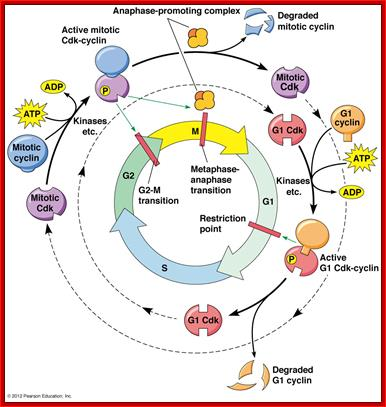 Anaphase-promoting complex
Active mitotic
Cdk-cyclin
Degraded
mitotic cyclin
P
ADP
ATP
Kinases
etc.
Mitotic
cyclin
Mitotic
Cdk
Mitotic
Cdk
G1
cyclin
G1 Cdk
ATP
Kinases
etc.
ADP
M
G2
G1
S
G2-M
transition
Metaphase-
anaphase
transition
Restriction
point
P
Active
G1 Cdk-cyclin
G1 Cdk
Degraded
G1 cyclin
© 2012 Pearson Education, Inc.